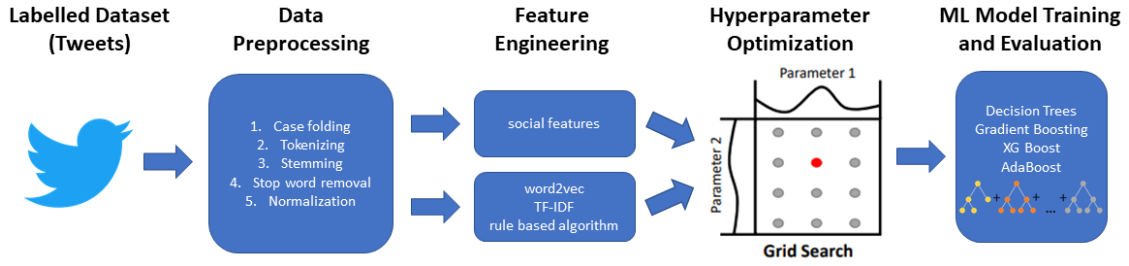 Labelled Dataset
(Tweets)
Data
Preprocessing
1. Case folding
2. Tokenizing
3. Stemming
4. Stop word removal
5. Normalization
Feature
Engineering
social features
word2vec
TF-IDF
rule based algorithm
Hyperparameter
Optimization
Parameter 1
Parameter 2
Grid Search
ML Model Training
and Evaluation
Decision Trees
Gradient Boosting
XG Boost
AdaBoost
+ + ... +